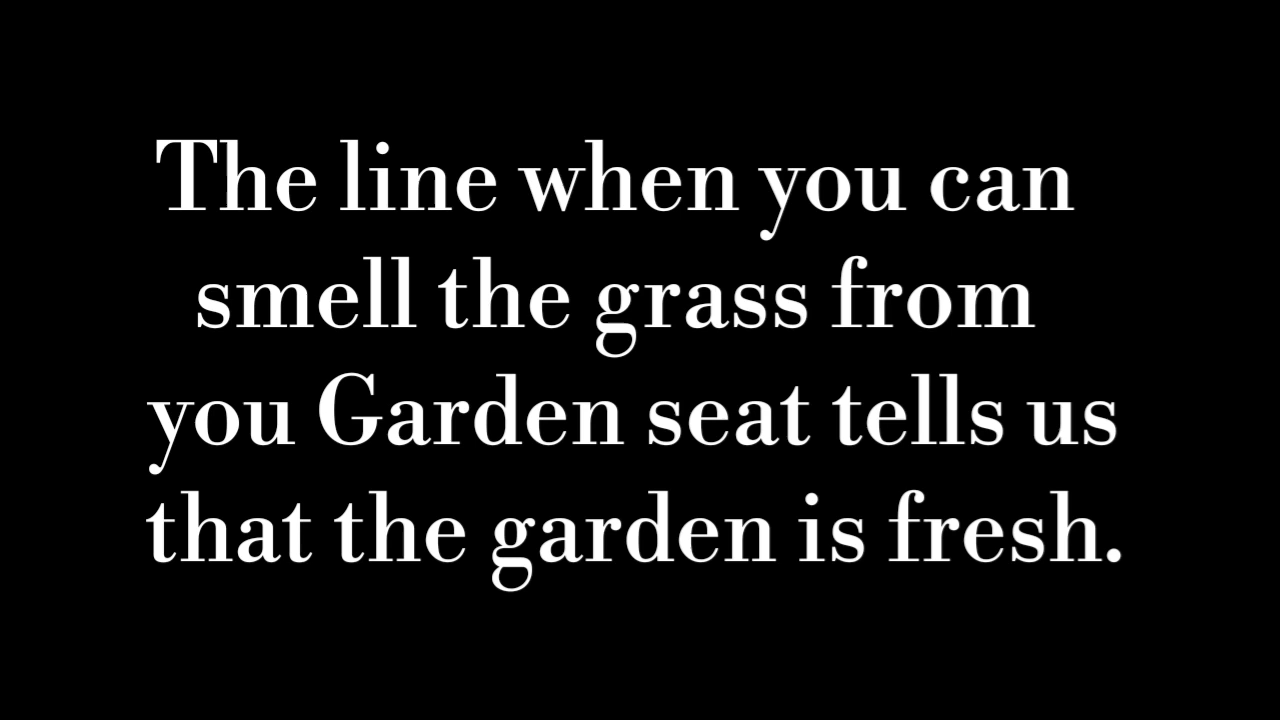 The line when you can
smell the grass from
you Garden seat tells us
that the garden is fresh.